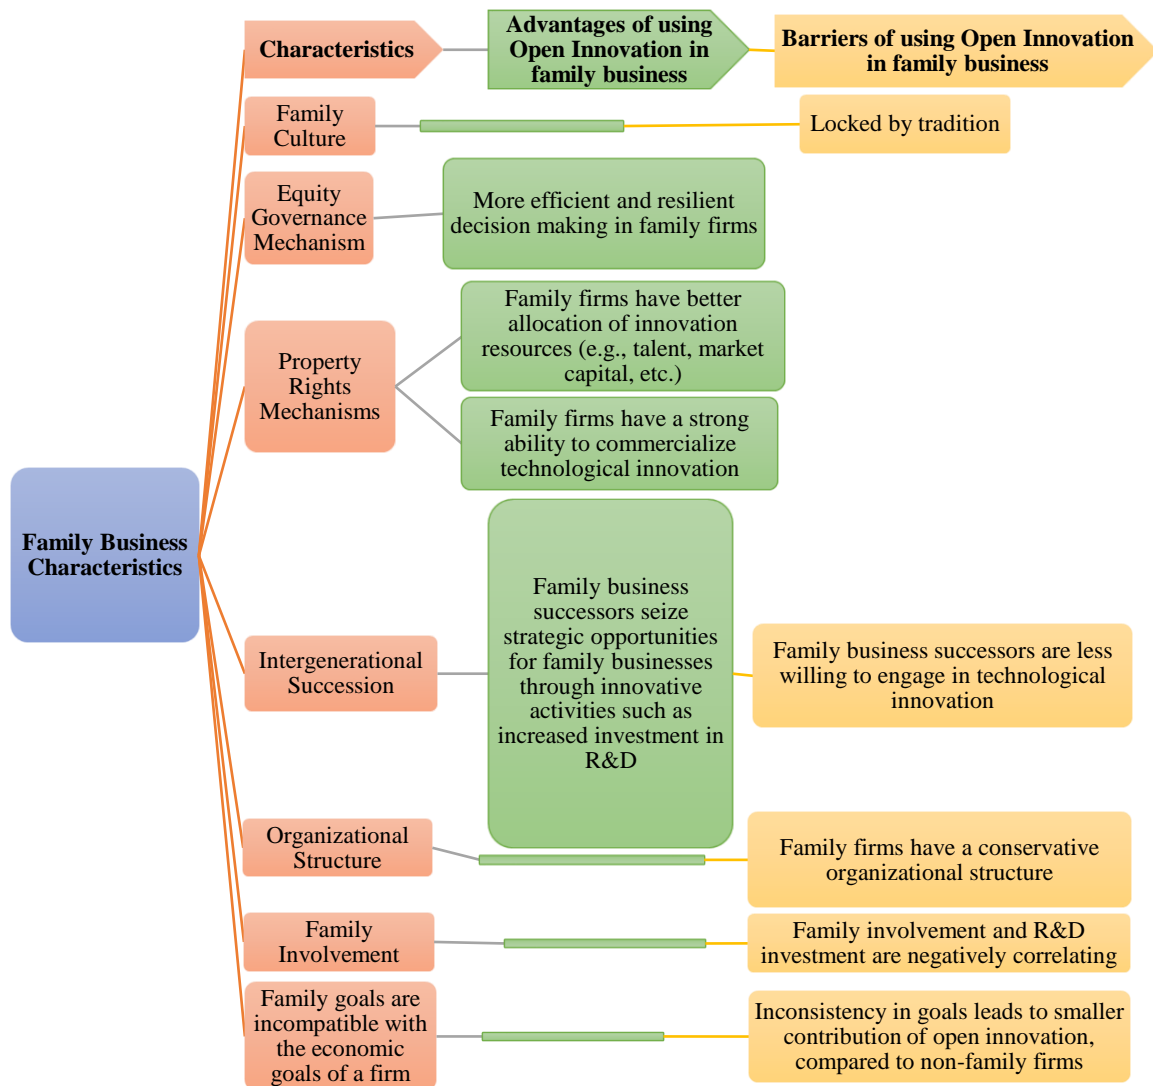 Characteristics
Advantages of using
Open Innovation in
family business
Barriers of using Open Innovation
in family business
Family
Culture
Locked by tradition
Equity
Governance
Mechanism
More efficient and resilient
decision making in family firms
Property
Rights
Mechanisms
Family firms have better
allocation of innovation
resources (e.g., talent, market
capital, etc.)
Family firms have a strong
ability to commercialize
technological innovation
Family Business
Characteristics
Intergenerational
Succession
Family business
successors seize
strategic opportunities
for family businesses
through innovative
activities such as
increased investment in
R&D
Family business successors are less
willing to engage in technological
innovation
Organizational
Structure
Family firms have a conservative
organizational structure
Family
Involvement
Family involvement and R&D
investment are negatively correlating
Family goals are
incompatible with
the economic
goals of a firm
Inconsistency in goals leads to smaller
contribution of open innovation,
compared to non-family firms